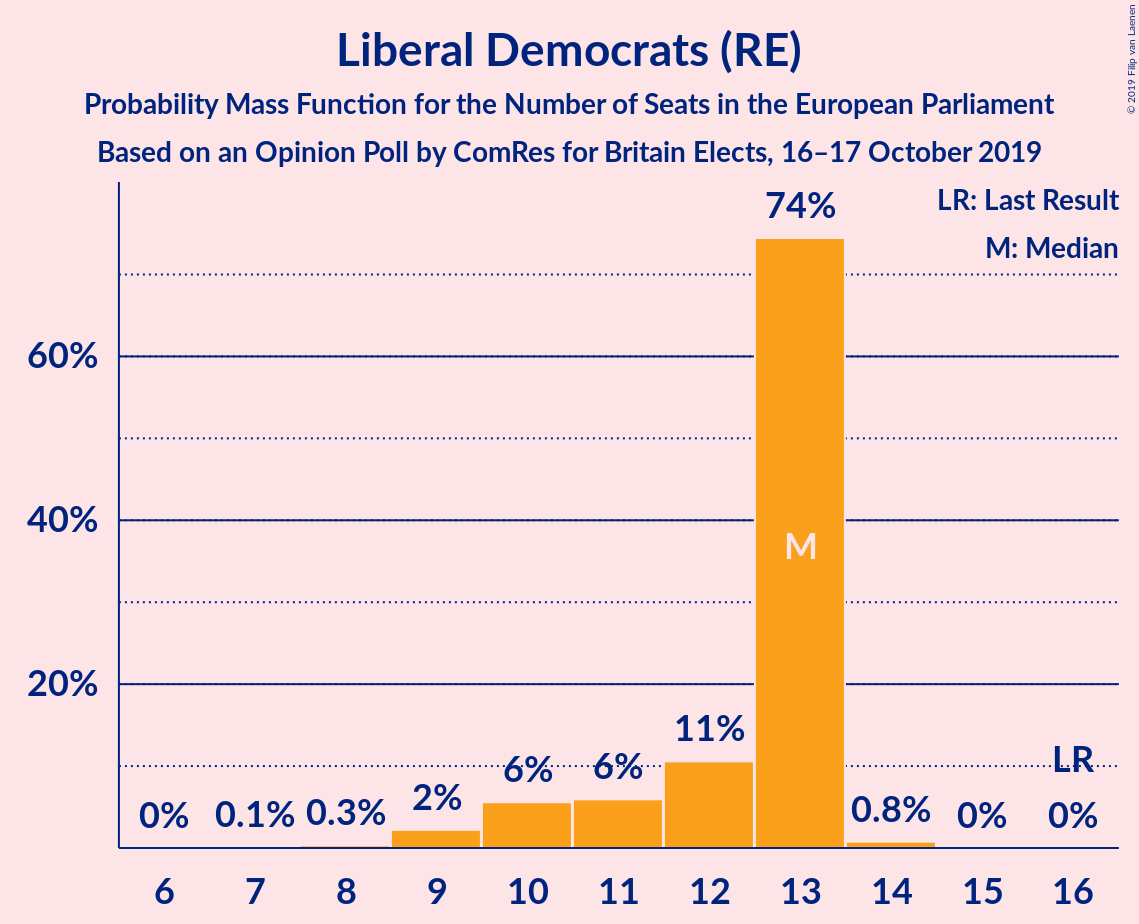 Liberal Democrats (RE)
Probability Mass Function for the Number of Seats in the European Parliament
Based on an Opinion Poll by ComRes for Britain Elects, 16–17 October 2019
© 2019 Filip van Laenen
LR: Last Result
M: Median
74%
60%
40%
20%
M
0%
0.1%
0.3%
2%
6%
6%
11%
0.8%
0%
LR
0%
6 7 8 9 10 11 12 13 14 15 16